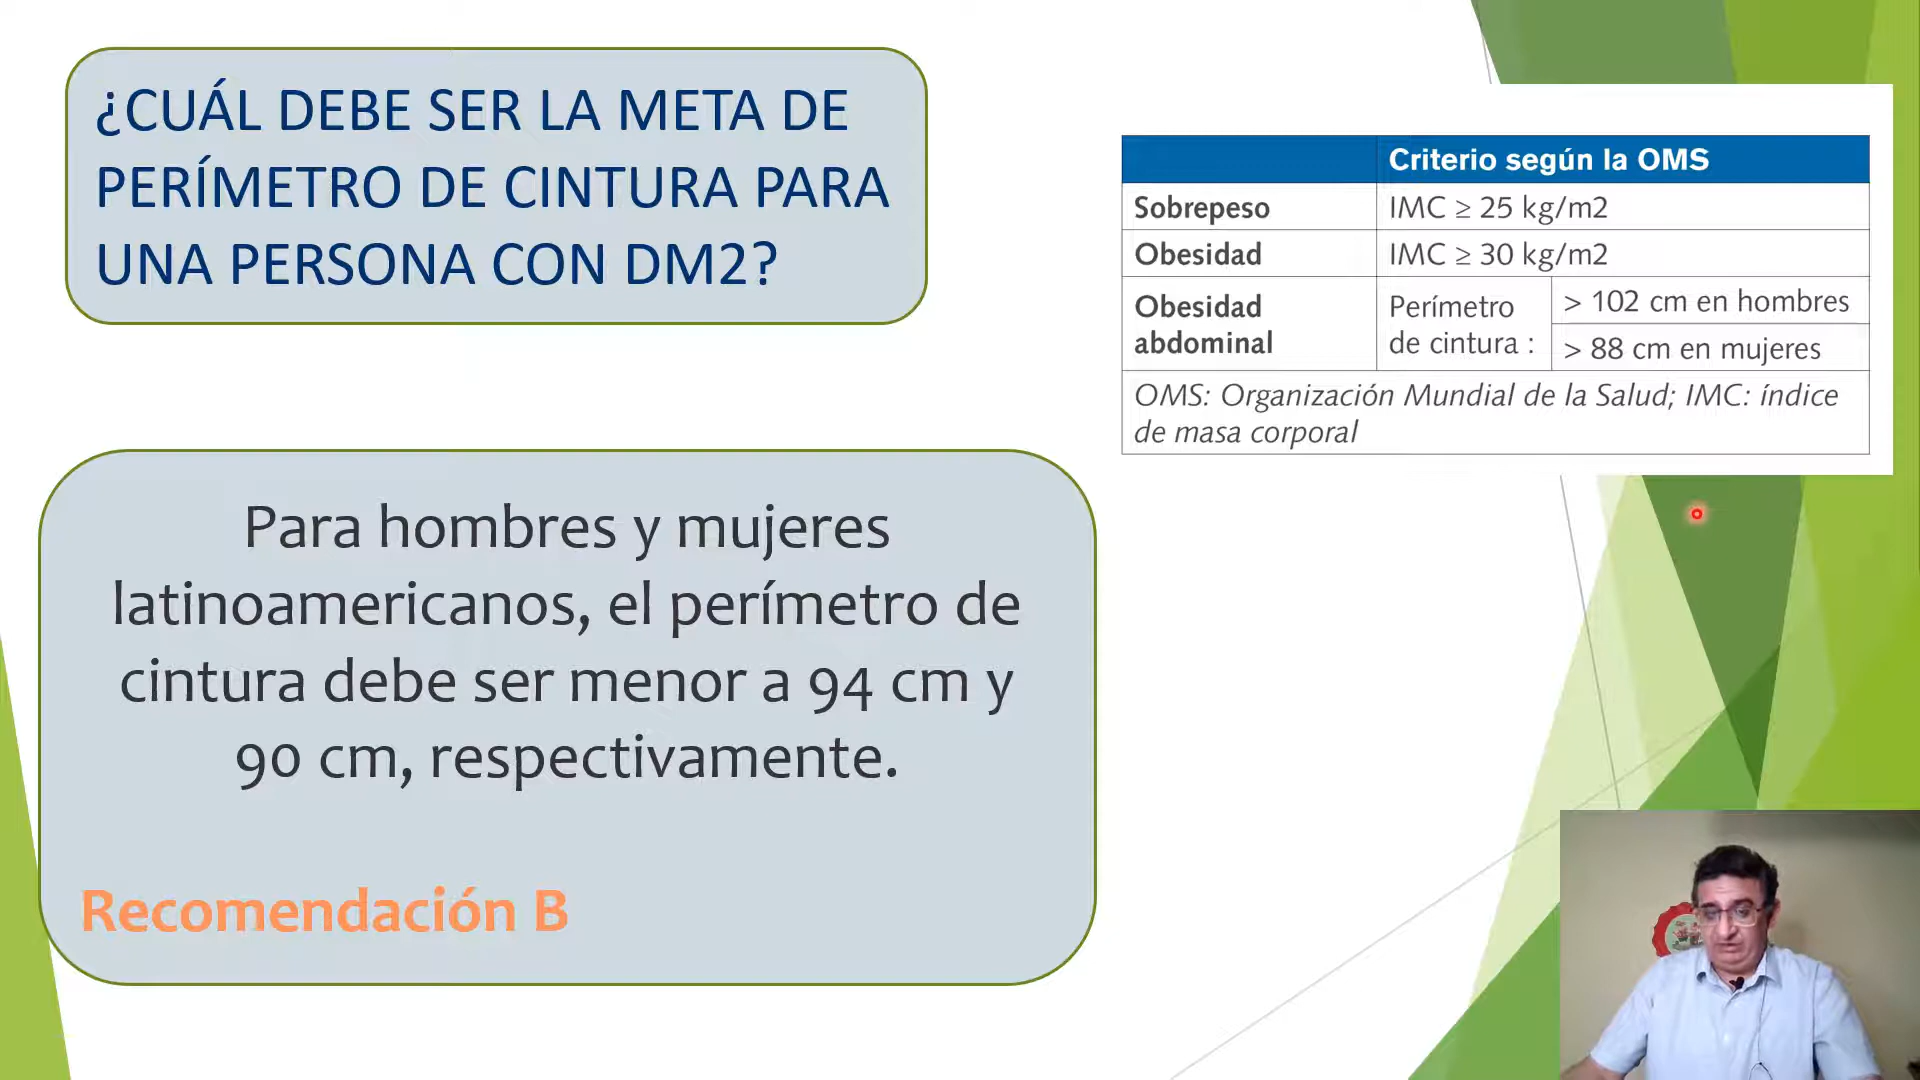 ¿CUÁL DEBE SER LA META DE
PERÍMETRO DE CINTURA PARA
UNA PERSONA CON DM2?
Para hombres y mujeres
latinoamericanos, el perímetro de
cintura debe ser menor a 94 cm y
90 cm, respectivamente.
Recomendación B
Criterio según la OMS
Sobrepeso IMC ≥ 25 kg/m2
Obesidad IMC ≥ 30 kg/m2
Obesidad abdominal Perímetro de cintura : > 102 cm en hombres
> 88 cm en mujeres
OMS: Organización Mundial de la Salud; IMC: índice
de masa corporal